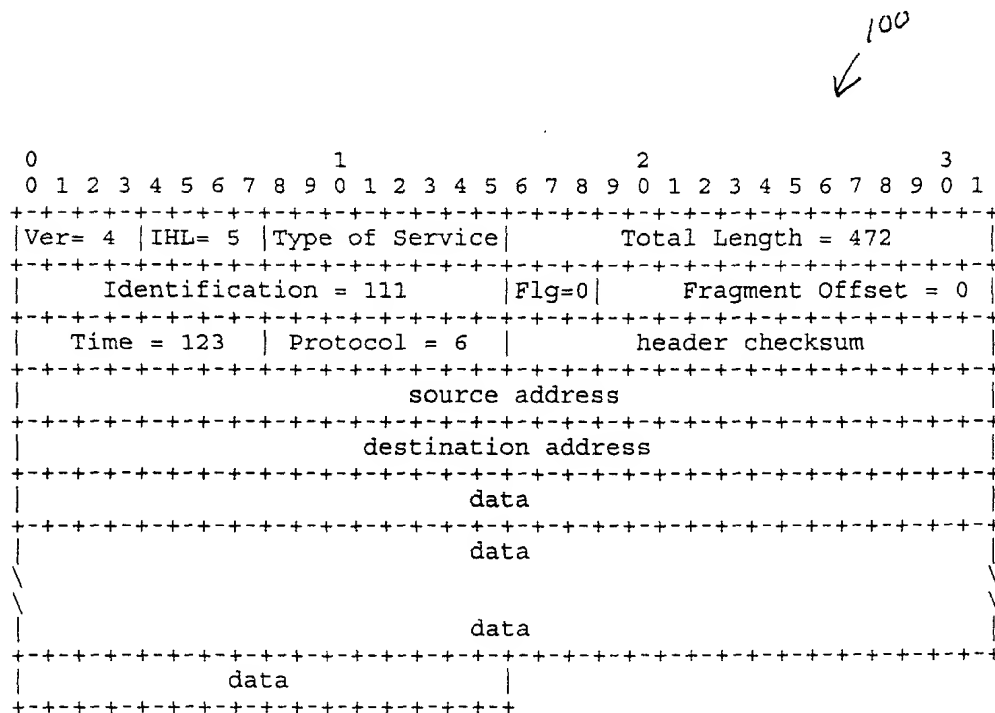 100
0 1 2 3
0 1 2 3 4 5 6 7 8 9 0 1 2 3 4 5 6 7 8 9 0 1 2 3 4 5 6 7 8 9 0 1
+-+-+-+-+-+-+-+-+-+-+-+-+-+-+-+-+-+-+-+-+-+-+-+-+-+-+-+-+-+-+-+-+
|Ver= 4 |IHL= 5 |Type of Service| Total Length = 472 |
+-+-+-+-+-+-+-+-+-+-+-+-+-+-+-+-+-+-+-+-+-+-+-+-+-+-+-+-+-+-+-+-+
| Identification = 111 |Flg=0| Fragment Offset = 0 |
+-+-+-+-+-+-+-+-+-+-+-+-+-+-+-+-+-+-+-+-+-+-+-+-+-+-+-+-+-+-+-+-+
| Time = 123 | Protocol = 6 | header checksum |
+-+-+-+-+-+-+-+-+-+-+-+-+-+-+-+-+-+-+-+-+-+-+-+-+-+-+-+-+-+-+-+-+
| source address |
+-+-+-+-+-+-+-+-+-+-+-+-+-+-+-+-+-+-+-+-+-+-+-+-+-+-+-+-+-+-+-+-+
| destination address |
+-+-+-+-+-+-+-+-+-+-+-+-+-+-+-+-+-+-+-+-+-+-+-+-+-+-+-+-+-+-+-+-+
| data |
+-+-+-+-+-+-+-+-+-+-+-+-+-+-+-+-+-+-+-+-+-+-+-+-+-+-+-+-+-+-+-+-+
| data |
\ \
\ \
| data |
+-+-+-+-+-+-+-+-+-+-+-+-+-+-+-+-+-+-+-+-+-+-+-+-+-+-+-+-+-+-+-+-+
| data |
+-+-+-+-+-+-+-+-+-+-+-+-+-+-+-+-+